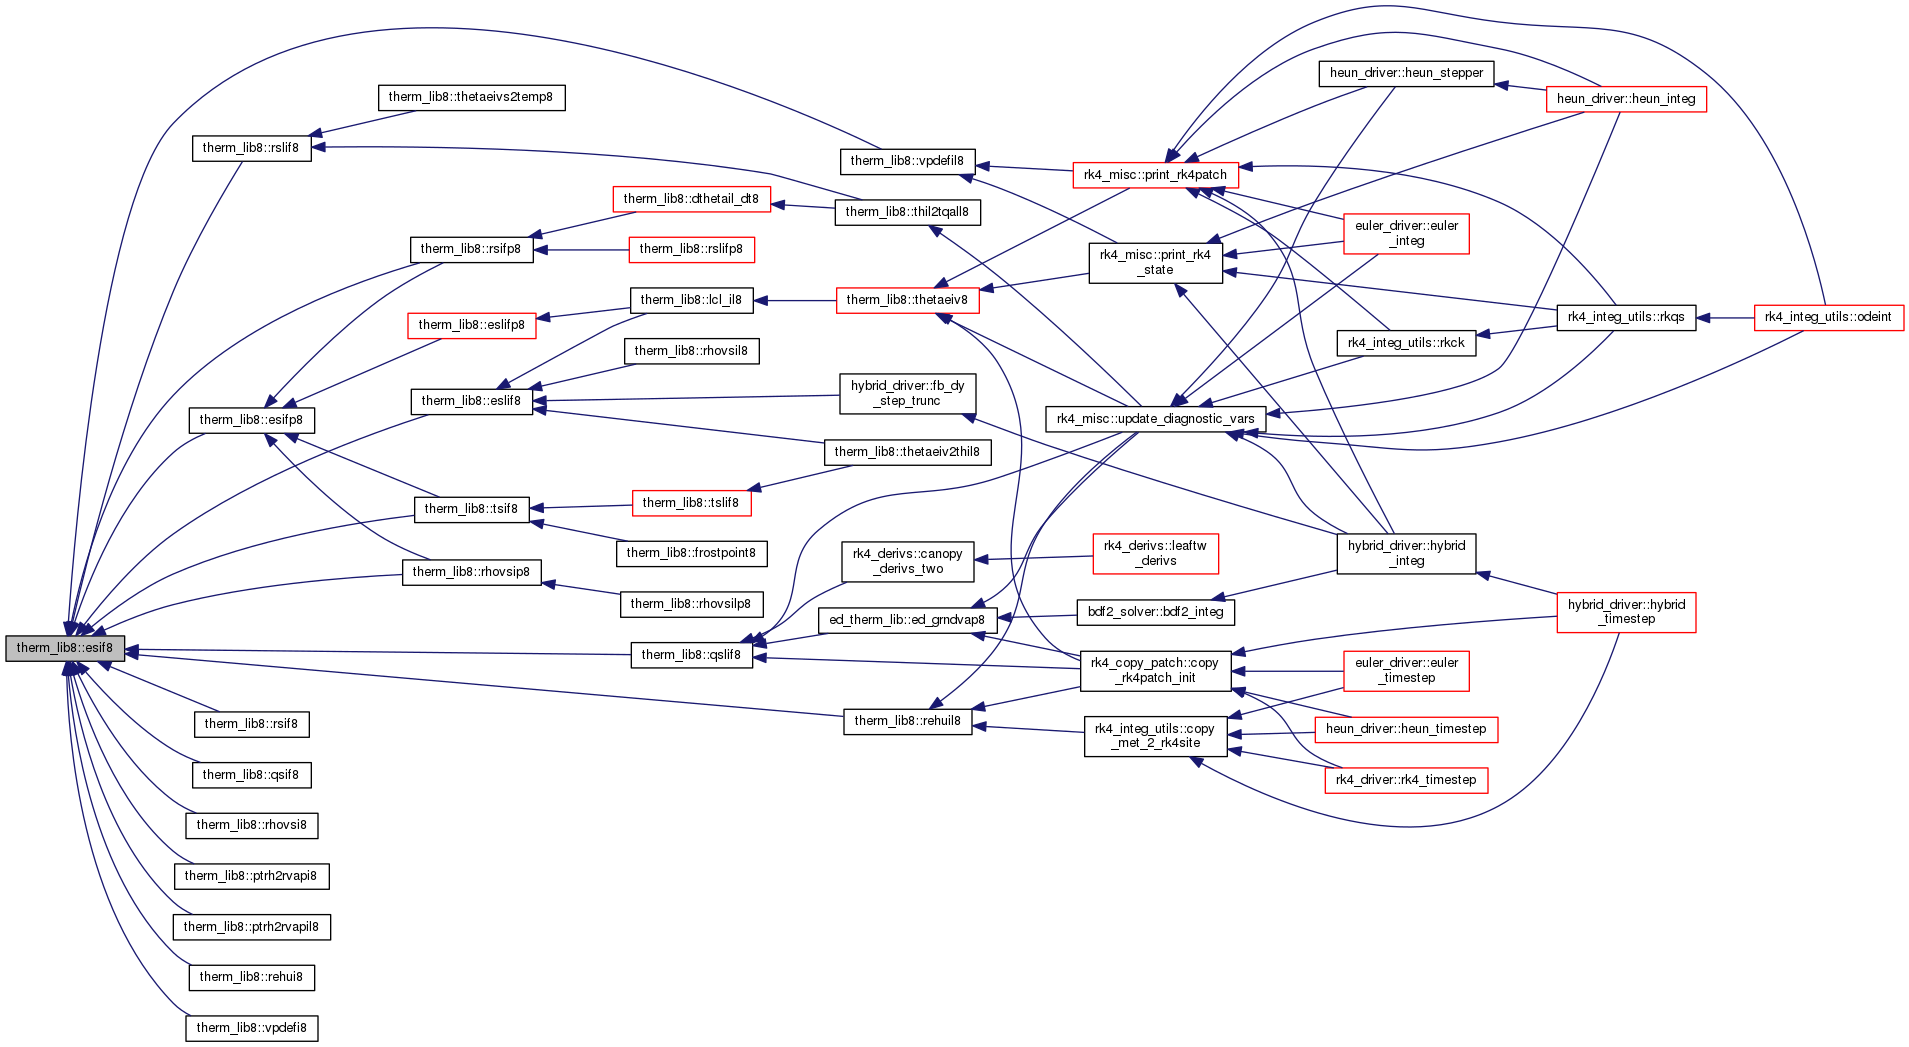 therm_lib8::esif8
therm_lib8::rslif8
therm_lib8::thetaeivs2temp8
therm_lib8::rsifp8
therm_lib8::esifp8
therm_lib8::eslifp8
therm_lib8::eslif8
therm_lib8::tsif8
therm_lib8::rhovsip8
therm_lib8::rsif8
therm_lib8::qsif8
therm_lib8::rhovsi8
therm_lib8::ptrh2rvapi8
therm_lib8::ptrh2rvapil8
therm_lib8::rehui8
therm_lib8::vpdefi8
therm_lib8::dthetail_dt8
therm_lib8::rslifp8
therm_lib8::lcl_il8
therm_lib8::rhovsil8
therm_lib8::tslif8
therm_lib8::frostpoint8
therm_lib8::rhovsilp8
therm_lib8::qslif8
therm_lib8::vpdefil8
therm_lib8::thil2tqall8
therm_lib8::thetaeiv8
hybrid_driver::fb_dy
_step_trunc
therm_lib8::thetaeiv2thil8
rk4_derivs::canopy
_derivs_two
ed_therm_lib::ed_grndvap8
therm_lib8::rehuil8
rk4_misc::print_rk4patch
rk4_misc::print_rk4
_state
rk4_misc::update_diagnostic_vars
rk4_derivs::leaftw
_derivs
bdf2_solver::bdf2_integ
rk4_copy_patch::copy
_rk4patch_init
rk4_integ_utils::copy
_met_2_rk4site
heun_driver::heun_stepper
euler_driver::euler
_integ
rk4_integ_utils::rkck
hybrid_driver::hybrid
_integ
euler_driver::euler
_timestep
heun_driver::heun_timestep
rk4_driver::rk4_timestep
heun_driver::heun_integ
rk4_integ_utils::rkqs
hybrid_driver::hybrid
_timestep
rk4_integ_utils::odeint